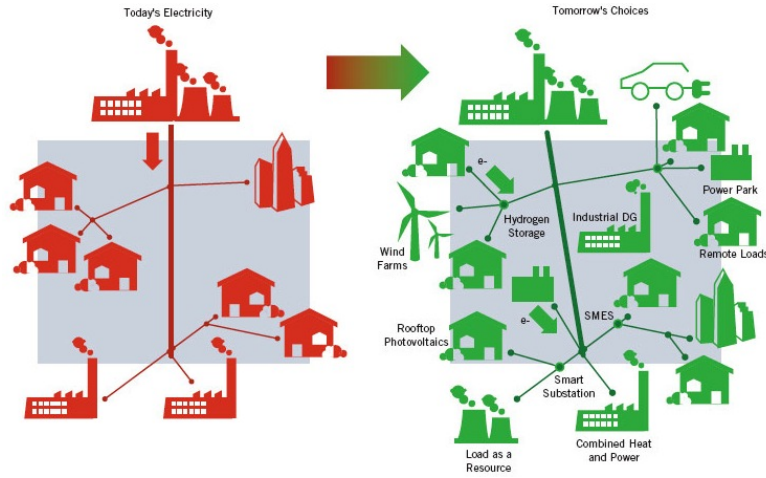 Today's Electricity
Tomorrow's Choices
e-
Power Park
Hydrogen
Storage
Industrial DG
Wind
Farms
Remote Loads
e-
SMES
Rooftop
Photovoltaics
Smart
Substation
Load as a
Resource
Combined Heat
and Power